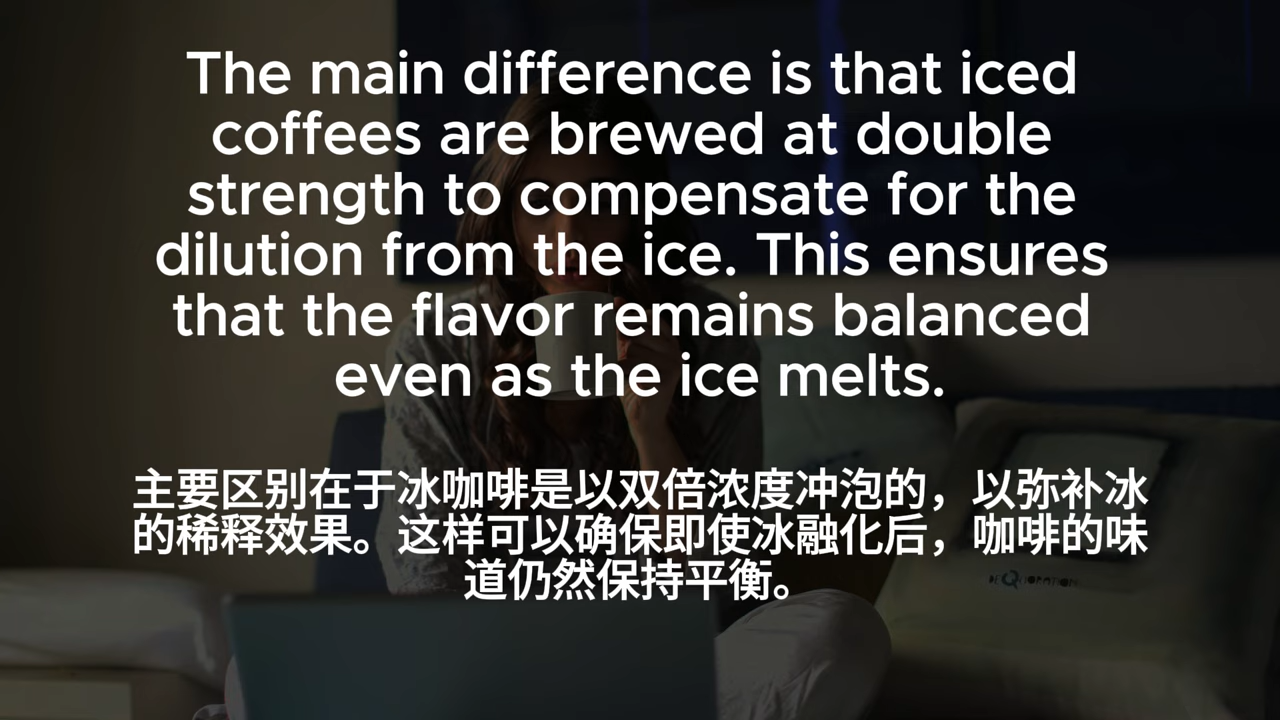 The main difference is that iced
coffees are brewed at double
strength to compensate for the
dilution from the ice. This ensures
that the flavor remains balanced
even as the ice melts.
主要区别在于冰咖啡是以双倍浓度冲泡的，以弥补冰
的稀释效果。这样可以确保即使冰融化后，咖啡的味
道仍然保持平衡。